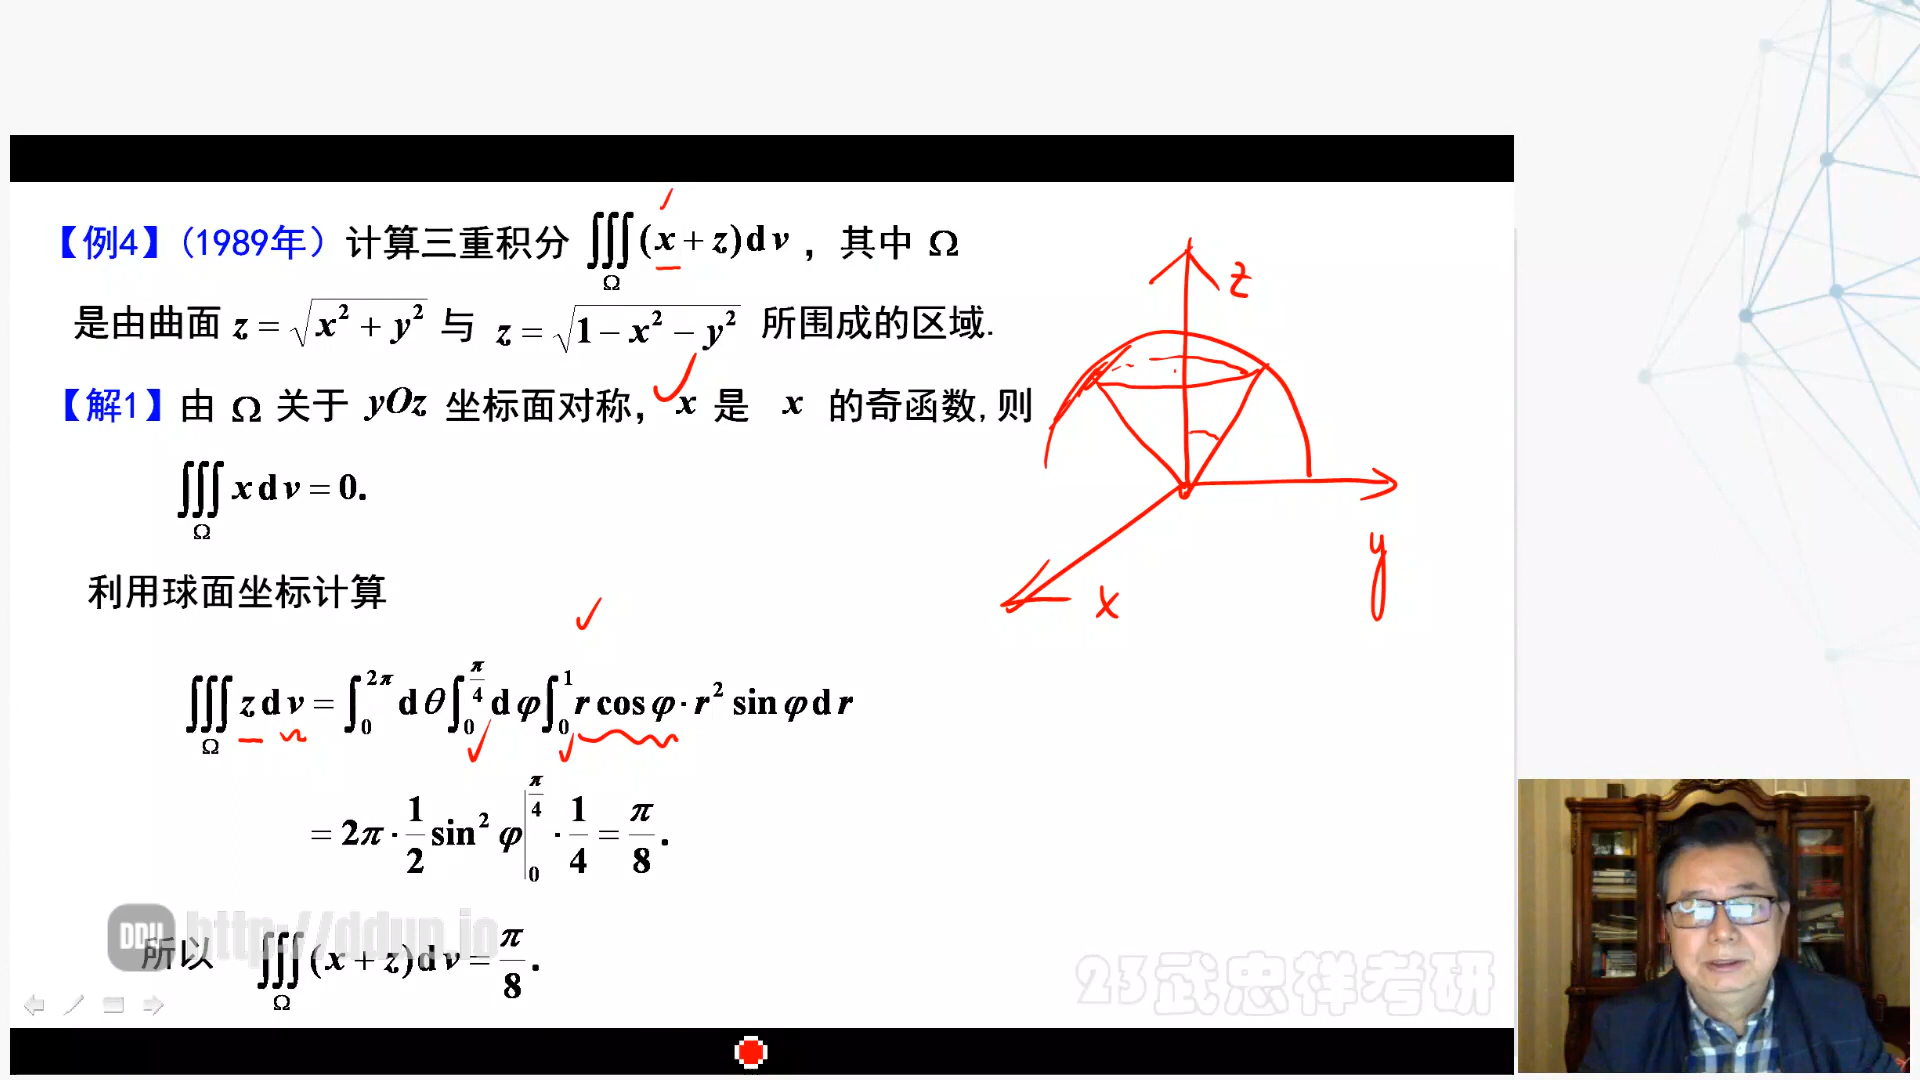 【例4】(1989年) 计算三重积分 ∭_Ω (x + z)dv ，其中 Ω
是由曲面 z = √(x² + y²) 与 z = √(1 − x² − y²) 所围成的区域.
【解1】由 Ω 关于 yOz 坐标面对称, x 是 x 的奇函数,则
∭_Ω x dv = 0.
利用球面坐标计算
∭_Ω z dv = ∫_0^{2π} dθ ∫_0^{π/4} dφ ∫_0^1 r cos φ · r² sin φ dr
= 2π · 1/2 sin² φ |_0^{π/4} · 1/4 = π/8 .
所以 ∭_Ω (x + z)dv = π/8 .
z
y
x
DDU http://ddup.io
23武忠祥考研